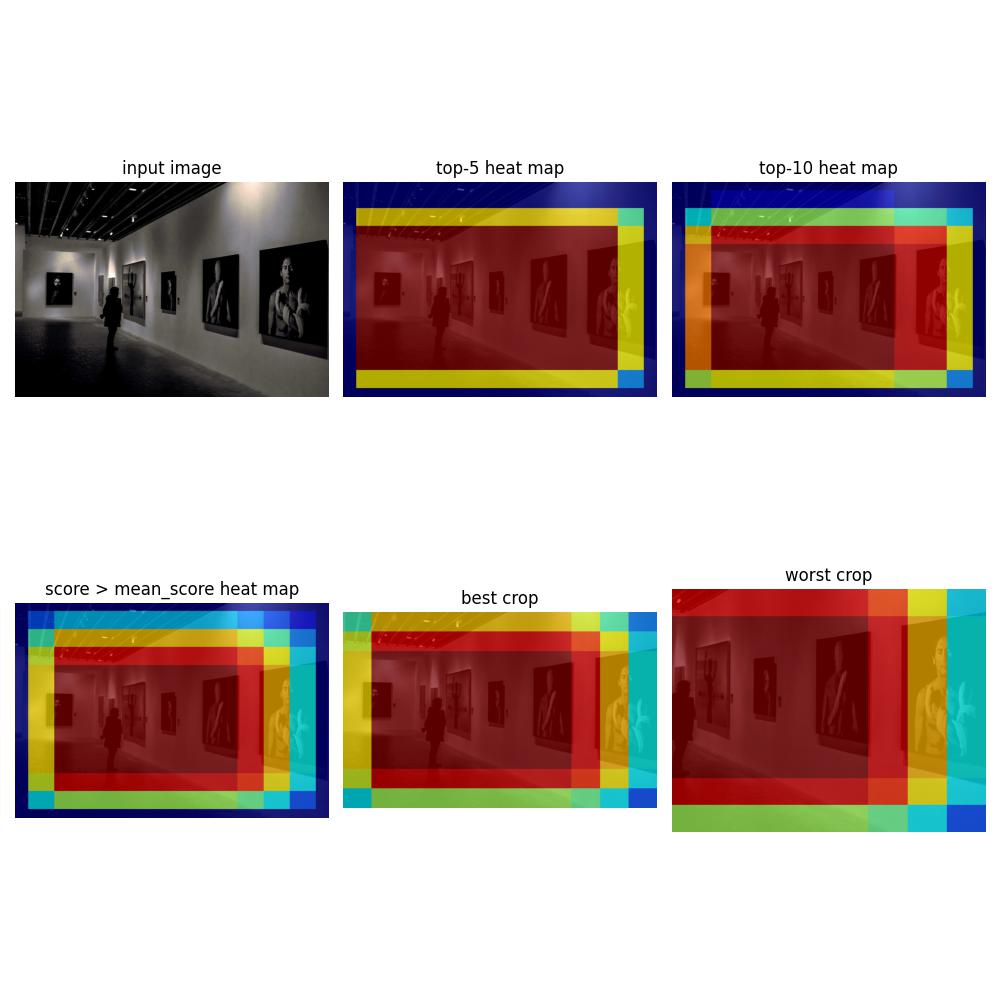 input image
top-5 heat map
top-10 heat map
score > mean_score heat map
best crop
worst crop